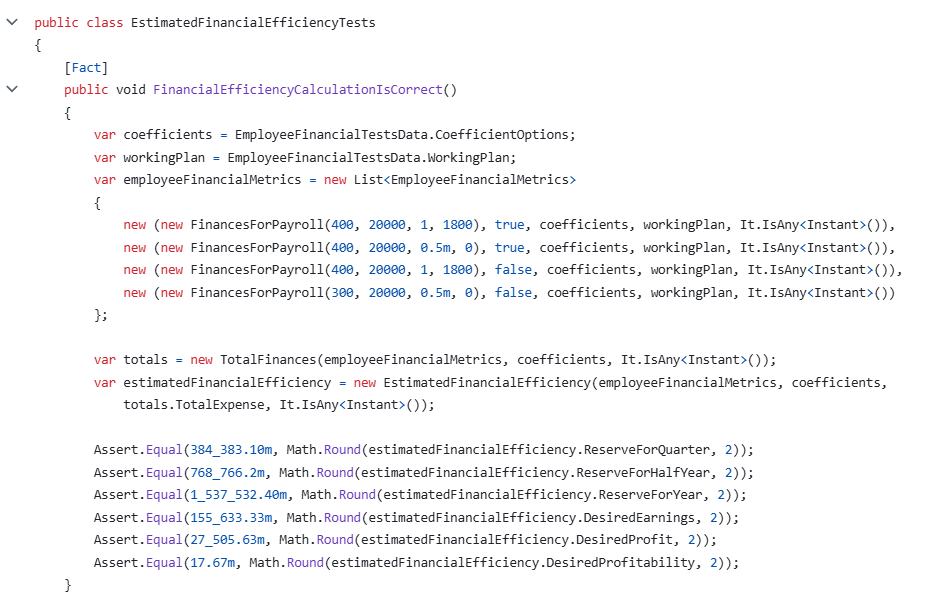 public class EstimatedFinancialEfficiencyTests
{
    [Fact]
    public void FinancialEfficiencyCalculationIsCorrect()
    {
        var coefficients = EmployeeFinancialTestsData.CoefficientOptions;
        var workingPlan = EmployeeFinancialTestsData.WorkingPlan;
        var employeeFinancialMetrics = new List<EmployeeFinancialMetrics>
        {
            new (new FinancesForPayroll(400, 20000, 1, 1800), true, coefficients, workingPlan, It.IsAny<Instant>()),
            new (new FinancesForPayroll(400, 20000, 0.5m, 0), true, coefficients, workingPlan, It.IsAny<Instant>()),
            new (new FinancesForPayroll(400, 20000, 1, 1800), false, coefficients, workingPlan, It.IsAny<Instant>()),
            new (new FinancesForPayroll(300, 20000, 0.5m, 0), false, coefficients, workingPlan, It.IsAny<Instant>())
        };

        var totals = new TotalFinances(employeeFinancialMetrics, coefficients, It.IsAny<Instant>());
        var estimatedFinancialEfficiency = new EstimatedFinancialEfficiency(employeeFinancialMetrics, coefficients,
            totals.TotalExpense, It.IsAny<Instant>());

        Assert.Equal(384_383.10m, Math.Round(estimatedFinancialEfficiency.ReserveForQuarter, 2));
        Assert.Equal(768_766.2m, Math.Round(estimatedFinancialEfficiency.ReserveForHalfYear, 2));
        Assert.Equal(1_537_532.40m, Math.Round(estimatedFinancialEfficiency.ReserveForYear, 2));
        Assert.Equal(155_633.33m, Math.Round(estimatedFinancialEfficiency.DesiredEarnings, 2));
        Assert.Equal(27_505.63m, Math.Round(estimatedFinancialEfficiency.DesiredProfit, 2));
        Assert.Equal(17.67m, Math.Round(estimatedFinancialEfficiency.DesiredProfitability, 2));
    }